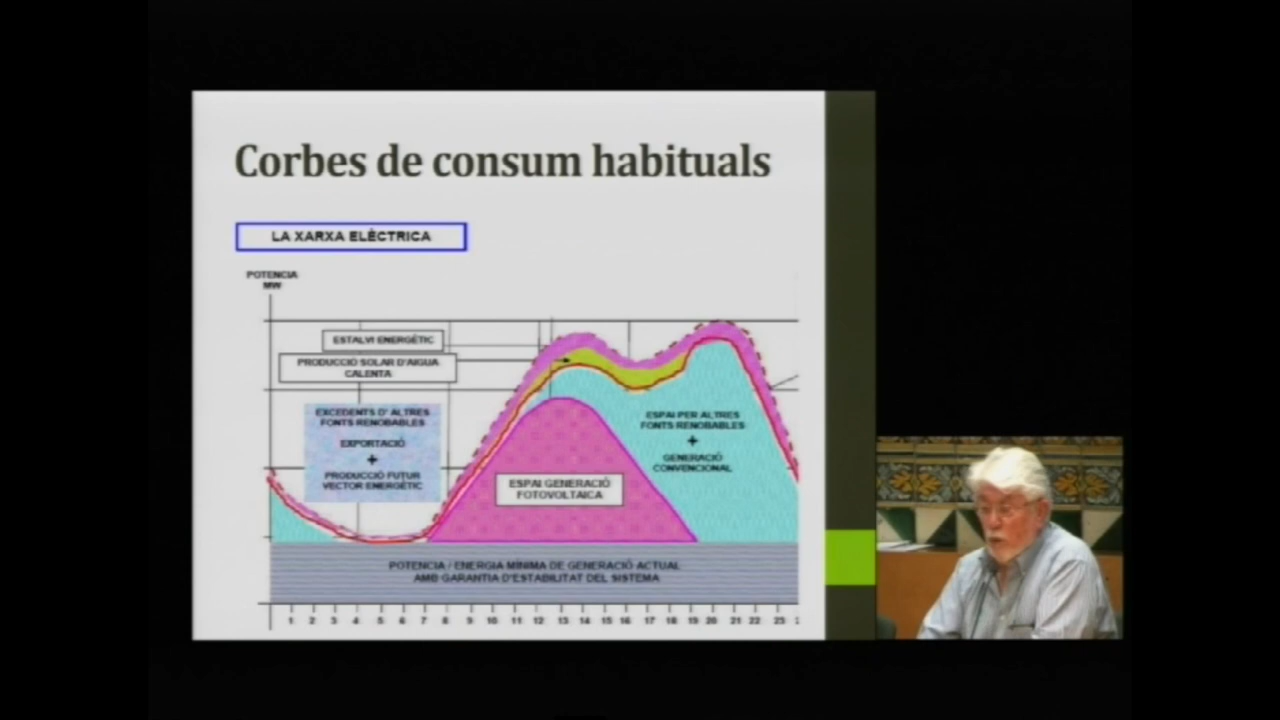 Corbes de consum habituals
LA XARXA ELÈCTRICA
POTENCIA
MW
ESTALVI ENERGÈTIC
PRODUCCIÓ SOLAR D'AIGUA
CALENTA
EXCEDENTS D' ALTRES
FONTS RENOBABLES
EXPORTACIÓ
+
PRODUCCIÓ FUTUR
VECTOR ENERGÈTIC
ESPAI PER ALTRES
FONTS RENOBABLES
+
GENERACIÓ
CONVENCIONAL
ESPAI GENERACIÓ
FOTOVOLTAICA
POTENCIA / ENERGIA MÍNIMA DE GENERACIÓ ACTUAL
AMB GARANTIA D'ESTABILITAT DEL SISTEMA
1 2 3 4 5 6 7 8 9 10 11 12 13 14 15 16 17 18 19 20 21 22 23